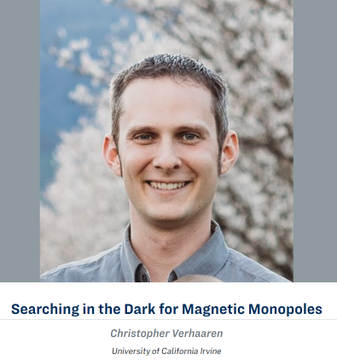 Searching in the Dark for Magnetic Monopoles
Christopher Verhaaren
University of California Irvine